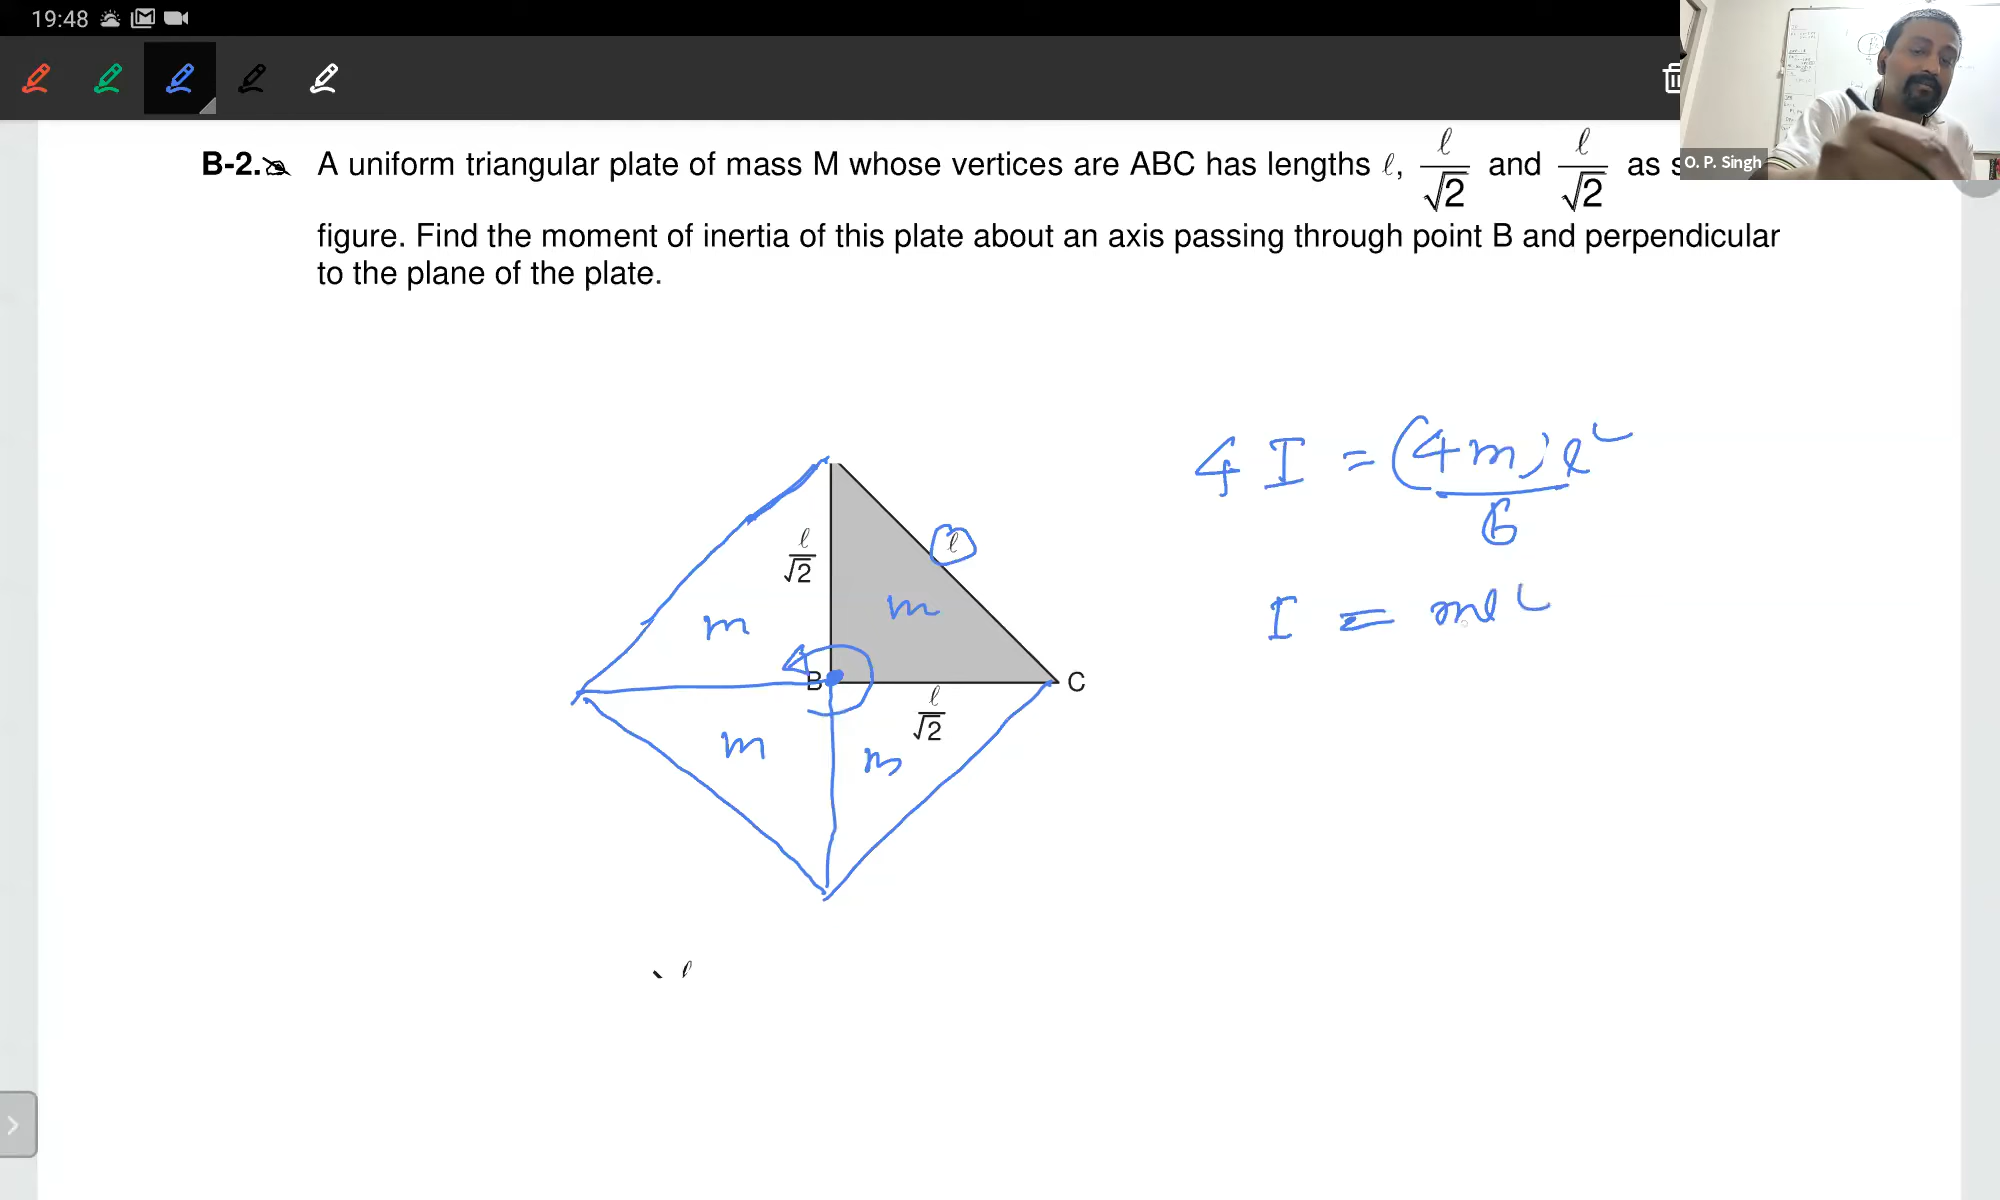 19:48
O. P. Singh
B-2. A uniform triangular plate of mass M whose vertices are ABC has lengths ℓ, ℓ/√2 and ℓ/√2 as s
figure. Find the moment of inertia of this plate about an axis passing through point B and perpendicular
to the plane of the plate.
4 I = (4m)ℓ²/6
I = mℓ²
ℓ
ℓ/√2
m
m
B
C
ℓ/√2
m
m
ℓ